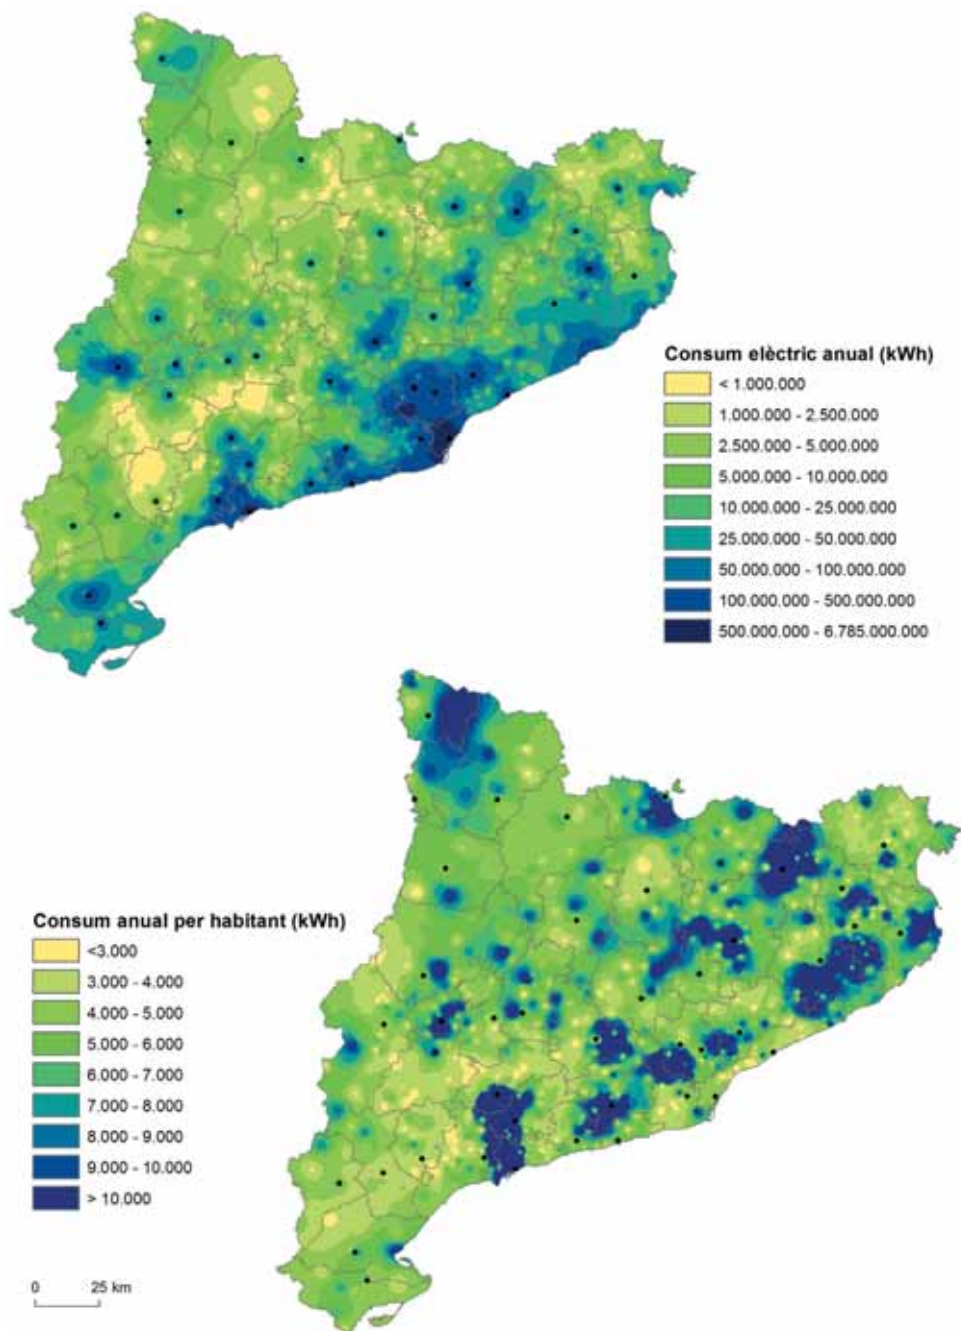 Consum elèctric anual (kWh)
< 1.000.000
1.000.000 - 2.500.000
2.500.000 - 5.000.000
5.000.000 - 10.000.000
10.000.000 - 25.000.000
25.000.000 - 50.000.000
50.000.000 - 100.000.000
100.000.000 - 500.000.000
500.000.000 - 6.785.000.000
Consum anual per habitant (kWh)
<3.000
3.000 - 4.000
4.000 - 5.000
5.000 - 6.000
6.000 - 7.000
7.000 - 8.000
8.000 - 9.000
9.000 - 10.000
> 10.000
0 25 km